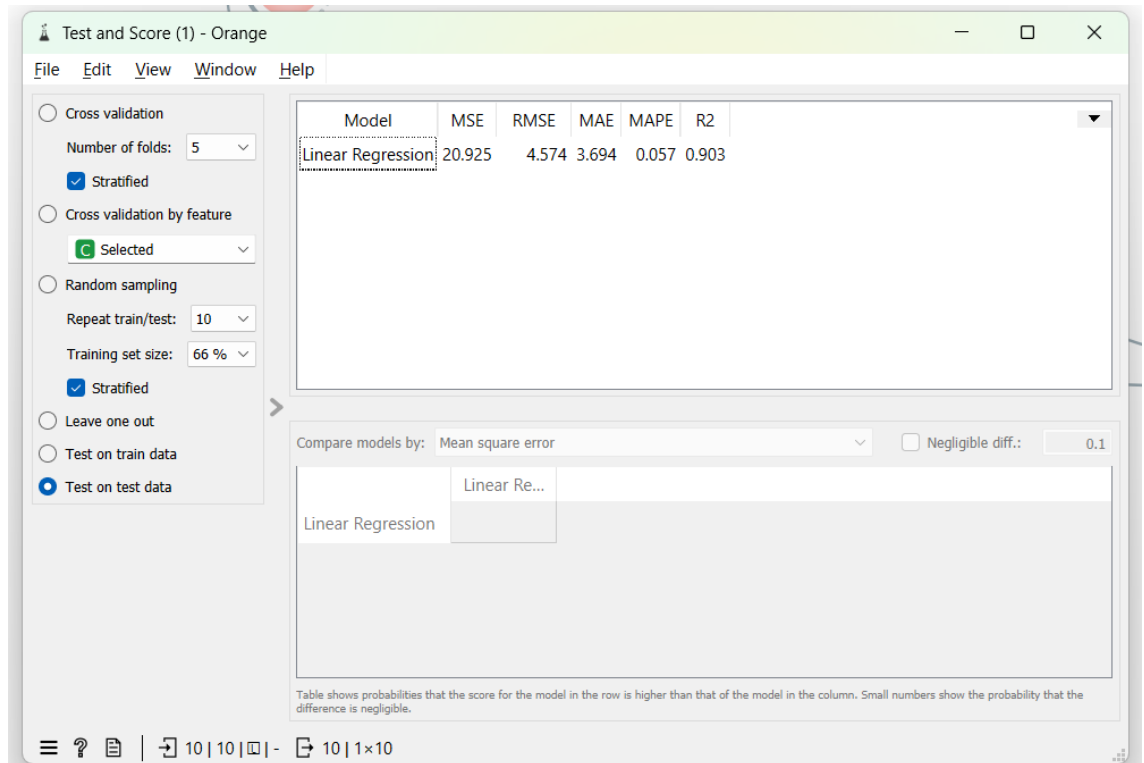 Test and Score (1) - Orange
File Edit View Window Help
Cross validation
Number of folds: 5
Stratified
Cross validation by feature
C Selected
Random sampling
Repeat train/test: 10
Training set size: 66 %
Stratified
Leave one out
Test on train data
Test on test data
Model MSE RMSE MAE MAPE R2
Linear Regression 20.925 4.574 3.694 0.057 0.903
Compare models by: Mean square error Negligible diff.: 0.1
Linear Re...
Linear Regression
Table shows probabilities that the score for the model in the row is higher than that of the model in the column. Small numbers show the probability that the
difference is negligible.
10 | 10 | - 10 | 1×10